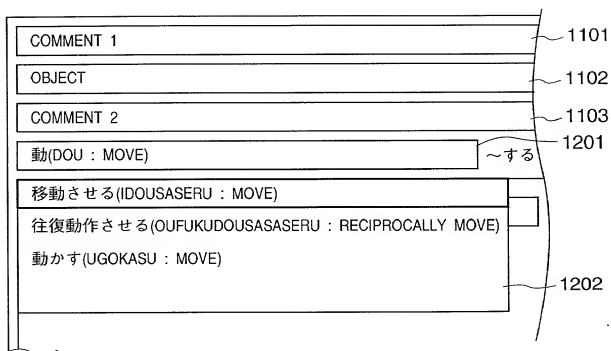 COMMENT 1
1101
OBJECT
1102
COMMENT 2
1103
1201
動(DOU : MOVE)
～する
移動させる(IDOUSASERU : MOVE)
往復動作させる(OUFUKUDOUSASASERU : RECIPROCALLY MOVE)
動かす(UGOKASU : MOVE)
1202